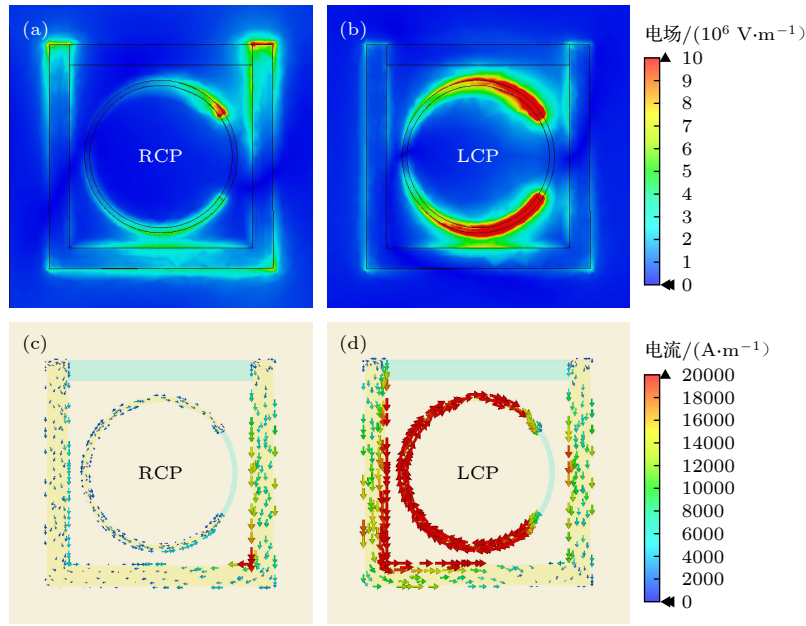 (a)
RCP
(b)
LCP
电场/(10⁶ V·m⁻¹)
10
9
8
7
6
5
4
3
2
1
0
(c)
RCP
(d)
LCP
电流/(A·m⁻¹)
20000
18000
16000
14000
12000
10000
8000
6000
4000
2000
0